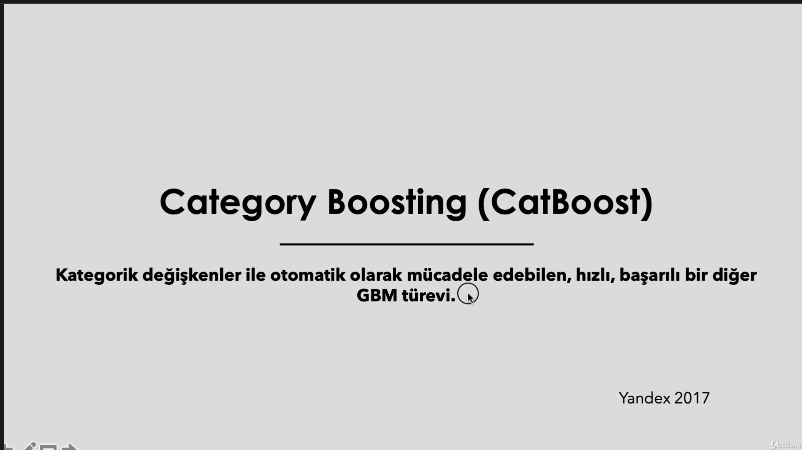 Category Boosting (CatBoost)
Kategorik değişkenler ile otomatik olarak mücadele edebilen, hızlı, başarılı bir diğer
GBM türevi.
Yandex 2017